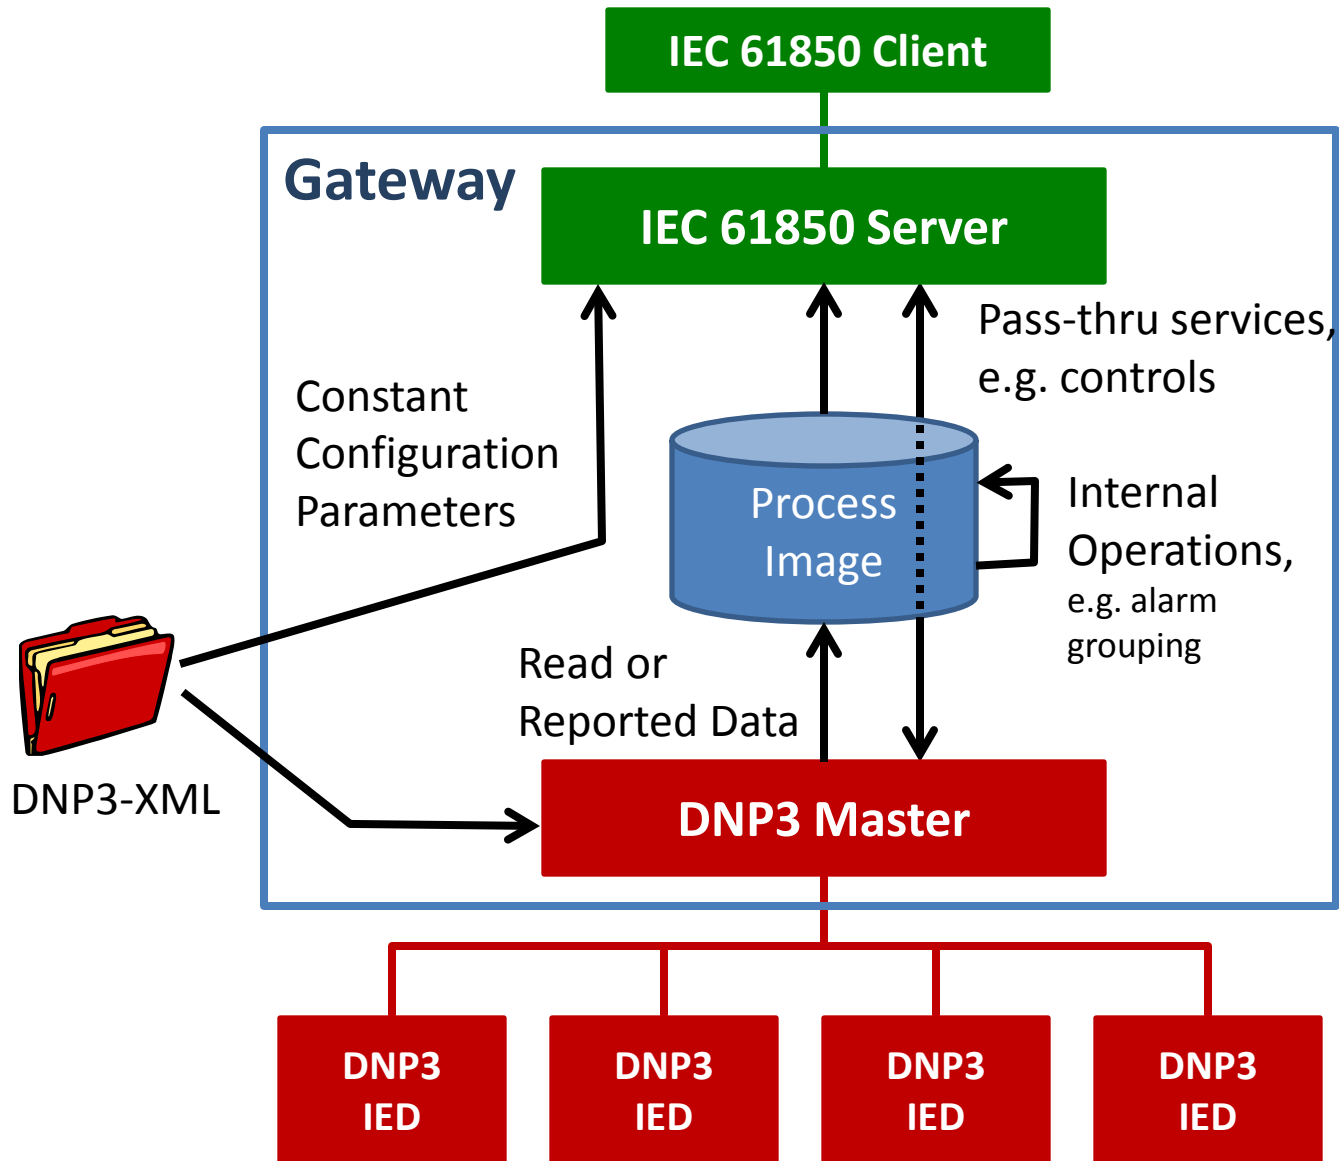 IEC 61850 Client
Gateway
IEC 61850 Server
Pass-thru services,
e.g. controls
Constant
Configuration
Parameters
Process
Image
Internal
Operations,
e.g. alarm
grouping
Read or
Reported Data
DNP3-XML
DNP3 Master
DNP3
IED
DNP3
IED
DNP3
IED
DNP3
IED